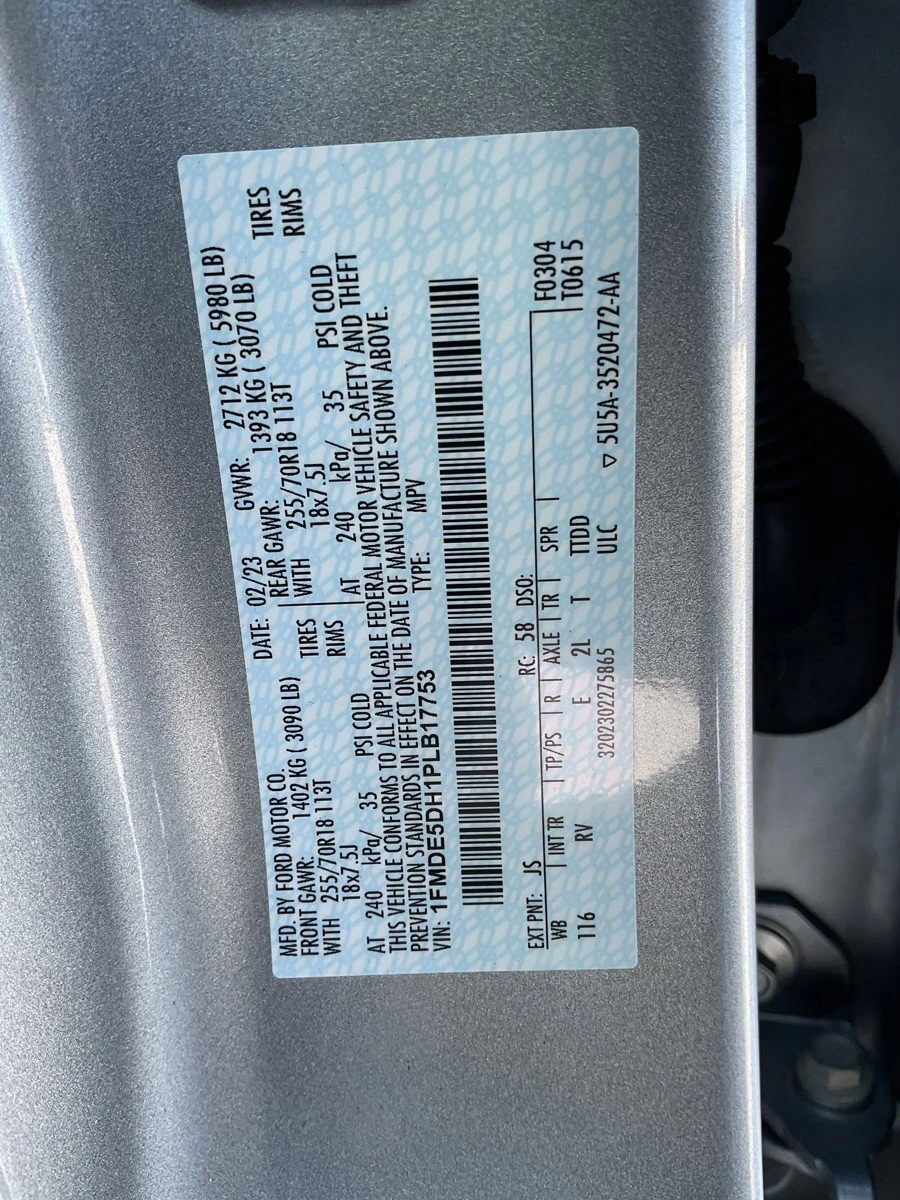 MFD. BY FORD MOTOR CO. DATE: 02/23 GVWR: 2712 KG ( 5980 LB)
FRONT GAWR: 1402 KG ( 3090 LB) REAR GAWR: 1393 KG ( 3070 LB)
WITH 255/70R18 113T TIRES WITH 255/70R18 113T TIRES
18x7.5J RIMS 18x7.5J RIMS
AT 240 kPa/ 35 PSI COLD AT 240 kPa/ 35 PSI COLD
THIS VEHICLE CONFORMS TO ALL APPLICABLE FEDERAL MOTOR VEHICLE SAFETY AND THEFT
PREVENTION STANDARDS IN EFFECT ON THE DATE OF MANUFACTURE SHOWN ABOVE.
VIN: 1FMDE5DH1PLB17753 TYPE: MPV
EXT PNT: JS RC: 58 DSO: F0304
WB | INT TR | TP/PS | R | AXLE | TR | SPR T0615
116 RV E 2L T TTDD
3202302275865 ULC ▽ 5U5A-3520472-AA